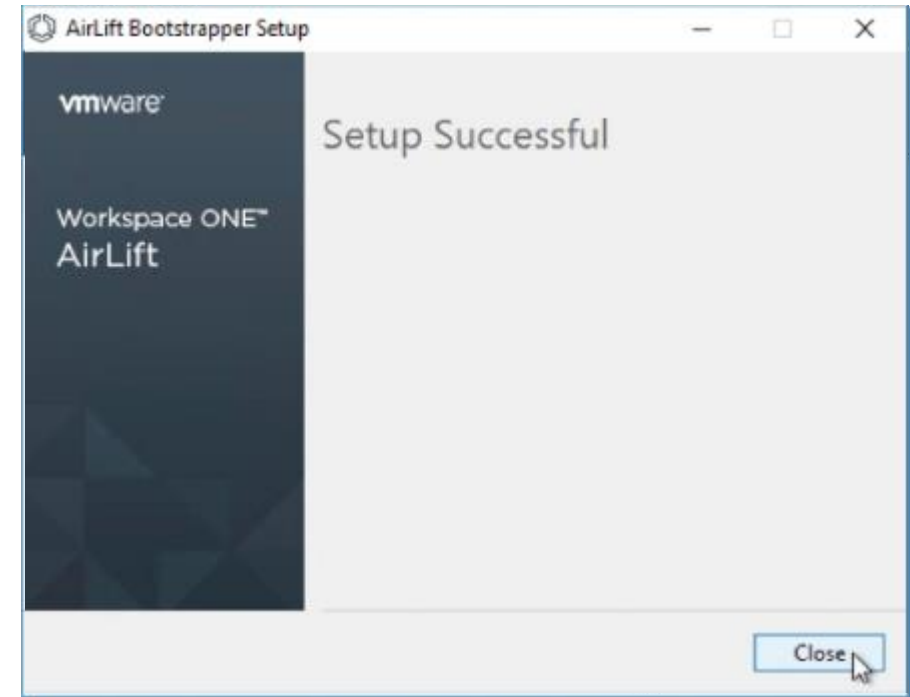 AirLift Bootstrapper Setup
vmware
Setup Successful
Workspace ONE™
AirLift
Close